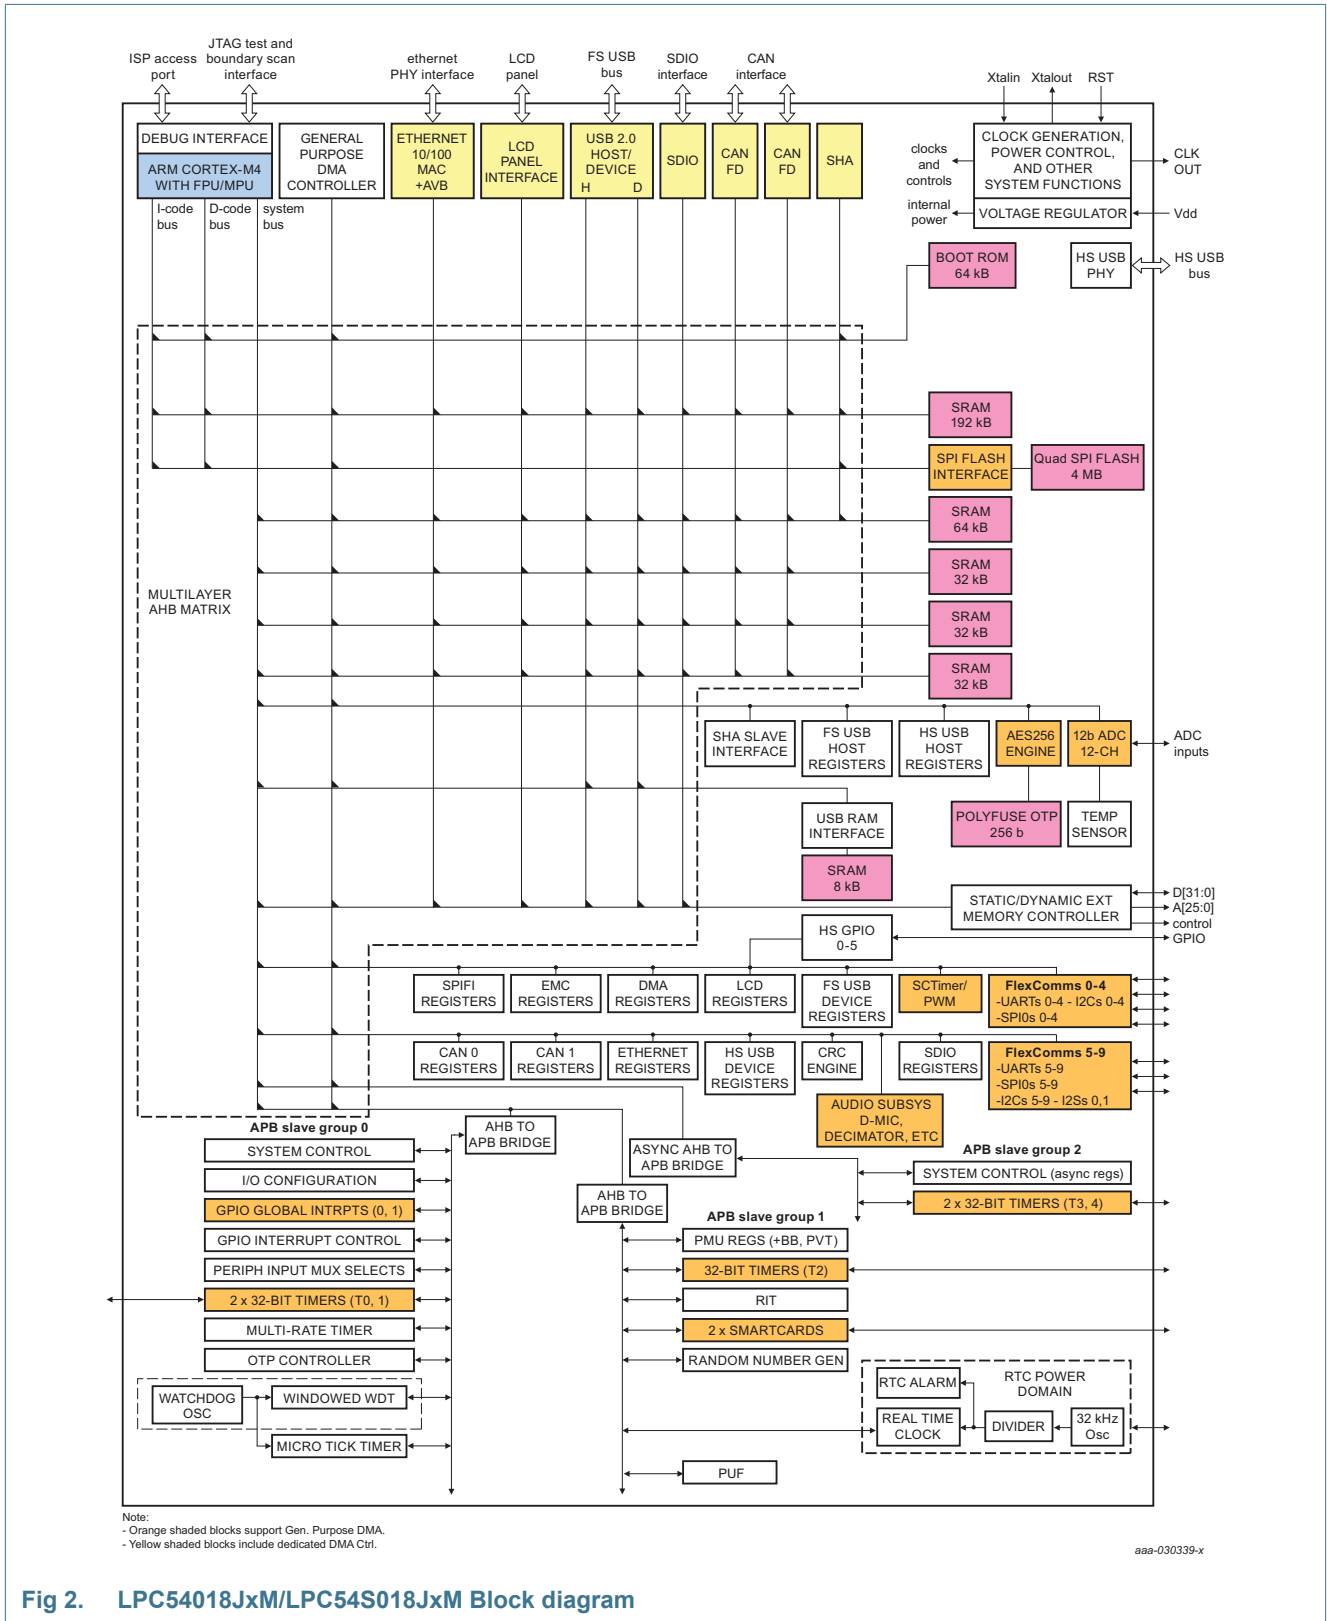 ISP access
port
JTAG test and
boundary scan
interface
ethernet
PHY interface
LCD
panel
FS USB
bus
SDIO
interface
CAN
interface
Xtalin
Xtalout
RST
DEBUG INTERFACE
ARM CORTEX-M4
WITH FPU/MPU
GENERAL
PURPOSE
DMA
CONTROLLER
ETHERNET
10/100
MAC
+AVB
LCD
PANEL
INTERFACE
USB 2.0
HOST/
DEVICE
H D
SDIO
CAN
FD
CAN
FD
SHA
clocks
and
controls
CLOCK GENERATION,
POWER CONTROL,
AND OTHER
SYSTEM FUNCTIONS
CLK
OUT
internal
power
VOLTAGE REGULATOR
Vdd
I-code
bus
D-code
bus
system
bus
BOOT ROM
64 kB
HS USB
PHY
HS USB
bus
SRAM
192 kB
SPI FLASH
INTERFACE
Quad SPI FLASH
4 MB
SRAM
64 kB
SRAM
32 kB
MULTILAYER
AHB MATRIX
SRAM
32 kB
SRAM
32 kB
SHA SLAVE
INTERFACE
FS USB
HOST
REGISTERS
HS USB
HOST
REGISTERS
AES256
ENGINE
12b ADC
12-CH
ADC
inputs
USB RAM
INTERFACE
POLYFUSE OTP
256 b
TEMP
SENSOR
SRAM
8 kB
STATIC/DYNAMIC EXT
MEMORY CONTROLLER
D[31:0]
A[25:0]
control
GPIO
HS GPIO
0-5
SPIFI
REGISTERS
EMC
REGISTERS
DMA
REGISTERS
LCD
REGISTERS
FS USB
DEVICE
REGISTERS
SCTimer/
PWM
FlexComms 0-4
-UARTs 0-4 - I2Cs 0-4
-SPI0s 0-4
CAN 0
REGISTERS
CAN 1
REGISTERS
ETHERNET
REGISTERS
HS USB
DEVICE
REGISTERS
CRC
ENGINE
SDIO
REGISTERS
FlexComms 5-9
-UARTs 5-9
-SPI0s 5-9
-I2Cs 5-9 - I2Ss 0,1
AUDIO SUBSYS
D-MIC,
DECIMATOR, ETC
APB slave group 0
AHB TO
APB BRIDGE
ASYNC AHB TO
APB BRIDGE
APB slave group 2
SYSTEM CONTROL
SYSTEM CONTROL (async regs)
I/O CONFIGURATION
AHB TO
APB BRIDGE
2 x 32-BIT TIMERS (T3, 4)
GPIO GLOBAL INTRPTS (0, 1)
APB slave group 1
GPIO INTERRUPT CONTROL
PMU REGS (+BB, PVT)
PERIPH INPUT MUX SELECTS
32-BIT TIMERS (T2)
2 x 32-BIT TIMERS (T0, 1)
RIT
MULTI-RATE TIMER
2 x SMARTCARDS
OTP CONTROLLER
RANDOM NUMBER GEN
WATCHDOG
OSC
WINDOWED WDT
MICRO TICK TIMER
RTC ALARM
RTC POWER
DOMAIN
REAL TIME
CLOCK
DIVIDER
32 kHz
Osc
PUF
Note:
- Orange shaded blocks support Gen. Purpose DMA.
- Yellow shaded blocks include dedicated DMA Ctrl.
aaa-030339-x
Fig 2. LPC54018JxM/LPC54S018JxM Block diagram